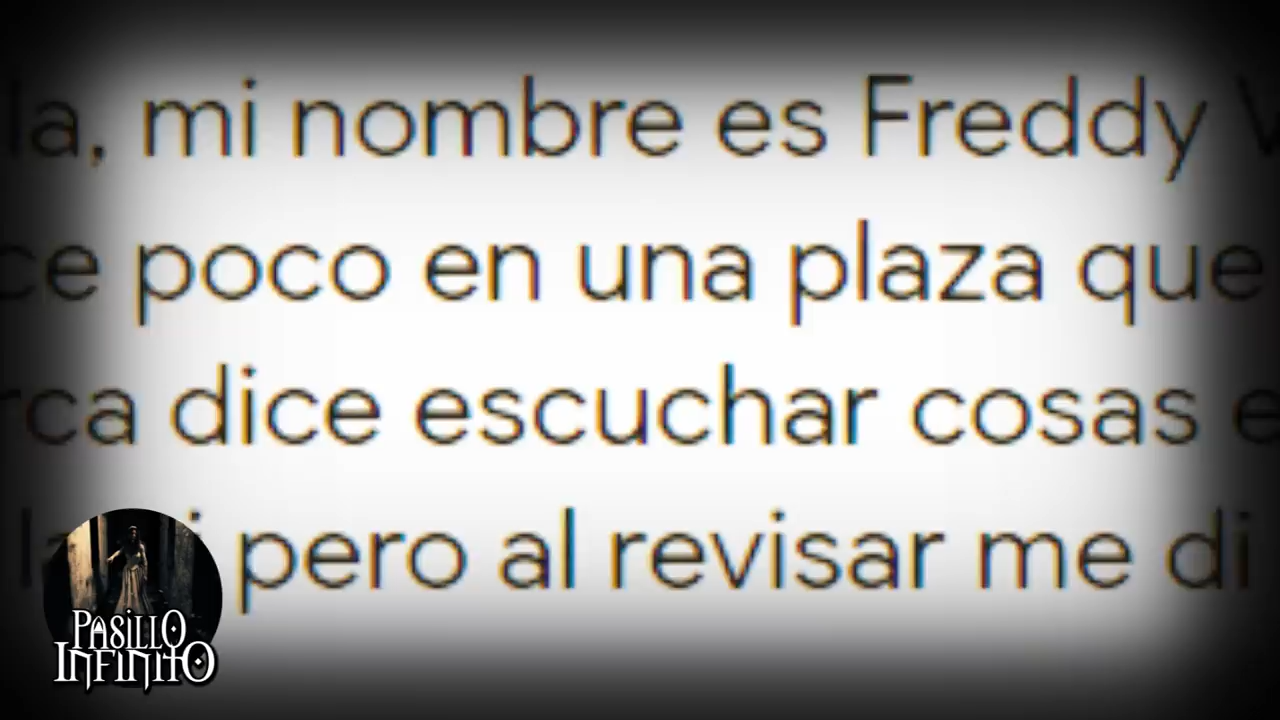 la, mi nombre es Freddy
ce poco en una plaza que
rca dice escuchar cosas e
pero al revisar me di
PASILLO
INFINITO